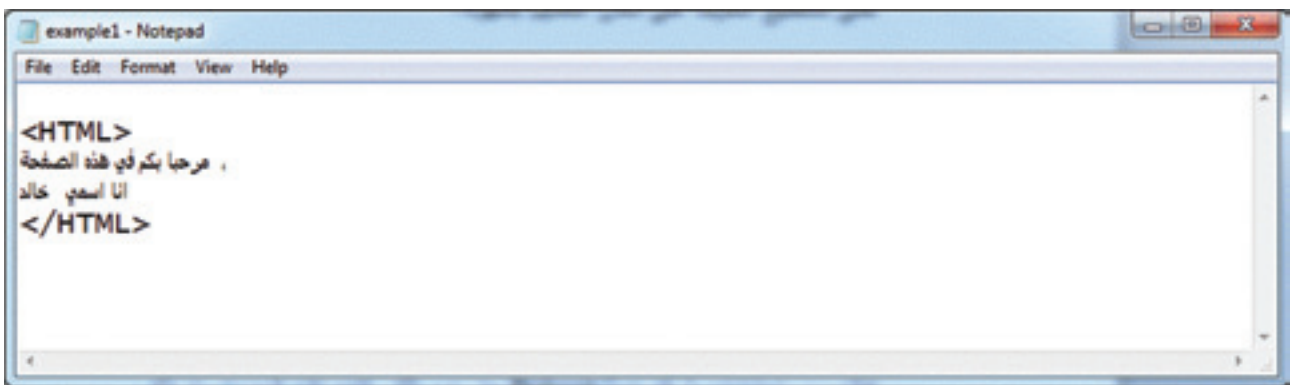 example1 - Notepad
File Edit Format View Help
<HTML>
مرحبا بكم في هذه الصفحة ،
انا اسمي خالد
</HTML>